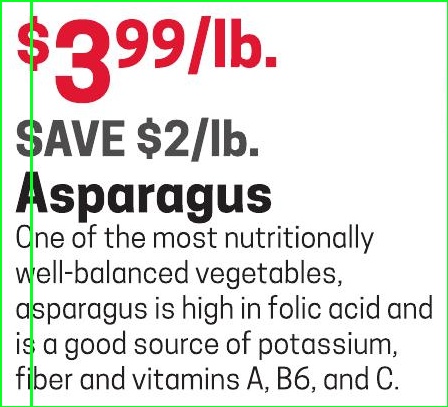 $3.99/lb.
SAVE $2/lb.
Asparagus
One of the most nutritionally
well-balanced vegetables,
asparagus is high in folic acid and
is a good source of potassium,
fiber and vitamins A, B6, and C.